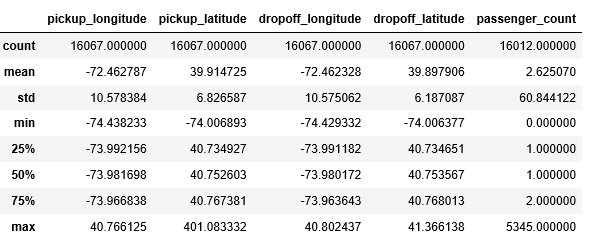 pickup_longitude pickup_latitude dropoff_longitude dropoff_latitude passenger_count
count 16067.000000 16067.000000 16067.000000 16067.000000 16012.000000
mean -72.462787 39.914725 -72.462328 39.897906 2.625070
std 10.578384 6.826587 10.575062 6.187087 60.844122
min -74.438233 -74.006893 -74.429332 -74.006377 0.000000
25% -73.992156 40.734927 -73.991182 40.734651 1.000000
50% -73.981698 40.752603 -73.980172 40.753567 1.000000
75% -73.966838 40.767381 -73.963643 40.768013 2.000000
max 40.766125 401.083332 40.802437 41.366138 5345.000000